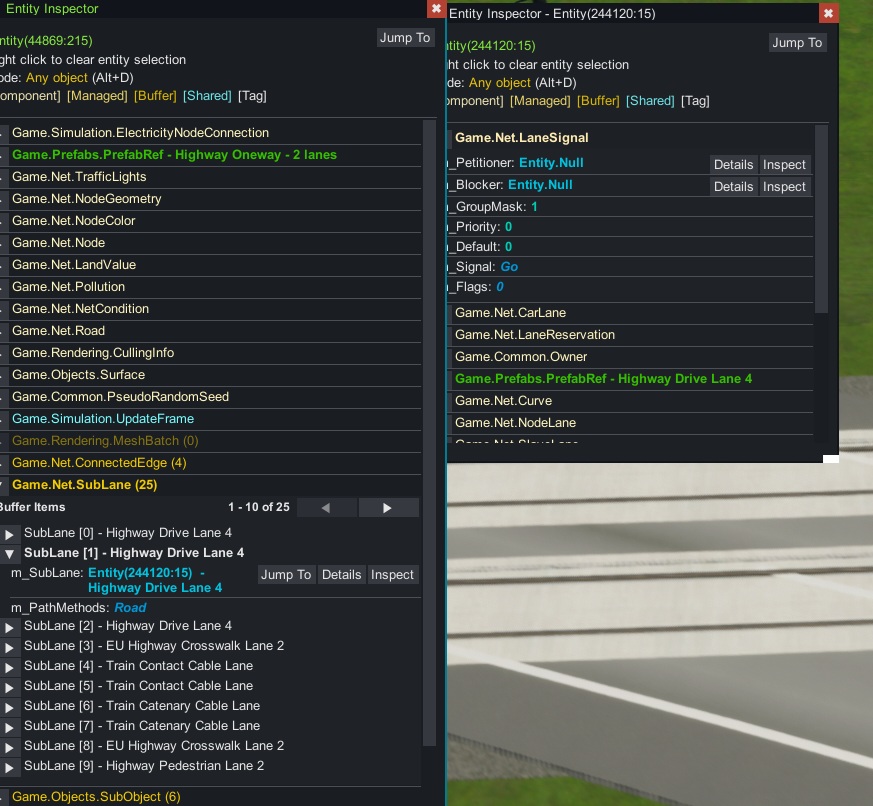 Entity Inspector
ntity(44869:215)
Jump To
ght click to clear entity selection
ode: Any object (Alt+D)
omponent] [Managed] [Buffer] [Shared] [Tag]
Game.Simulation.ElectricityNodeConnection
Game.Prefabs.PrefabRef - Highway Oneway - 2 lanes
Game.Net.TrafficLights
Game.Net.NodeGeometry
Game.Net.NodeColor
Game.Net.Node
Game.Net.LandValue
Game.Net.Pollution
Game.Net.NetCondition
Game.Net.Road
Game.Rendering.CullingInfo
Game.Objects.Surface
Game.Common.PseudoRandomSeed
Game.Simulation.UpdateFrame
Game.Rendering.MeshBatch (0)
Game.Net.ConnectedEdge (4)
Game.Net.SubLane (25)
Buffer Items
1 - 10 of 25
SubLane [0] - Highway Drive Lane 4
SubLane [1] - Highway Drive Lane 4
m_SubLane: Entity(244120:15) -
Highway Drive Lane 4
Jump To Details Inspect
m_PathMethods: Road
SubLane [2] - Highway Drive Lane 4
SubLane [3] - EU Highway Crosswalk Lane 2
SubLane [4] - Train Contact Cable Lane
SubLane [5] - Train Contact Cable Lane
SubLane [6] - Train Catenary Cable Lane
SubLane [7] - Train Catenary Cable Lane
SubLane [8] - EU Highway Crosswalk Lane 2
SubLane [9] - Highway Pedestrian Lane 2
Game.Objects.SubObject (6)
Entity Inspector - Entity(244120:15)
ntity(244120:15)
Jump To
ght click to clear entity selection
de: Any object (Alt+D)
omponent] [Managed] [Buffer] [Shared] [Tag]
Game.Net.LaneSignal
_Petitioner: Entity.Null
Details Inspect
_Blocker: Entity.Null
Details Inspect
_GroupMask: 1
_Priority: 0
_Default: 0
_Signal: Go
_Flags: 0
Game.Net.CarLane
Game.Net.LaneReservation
Game.Common.Owner
Game.Prefabs.PrefabRef - Highway Drive Lane 4
Game.Net.Curve
Game.Net.NodeLane
Game.Net.SlaveLane